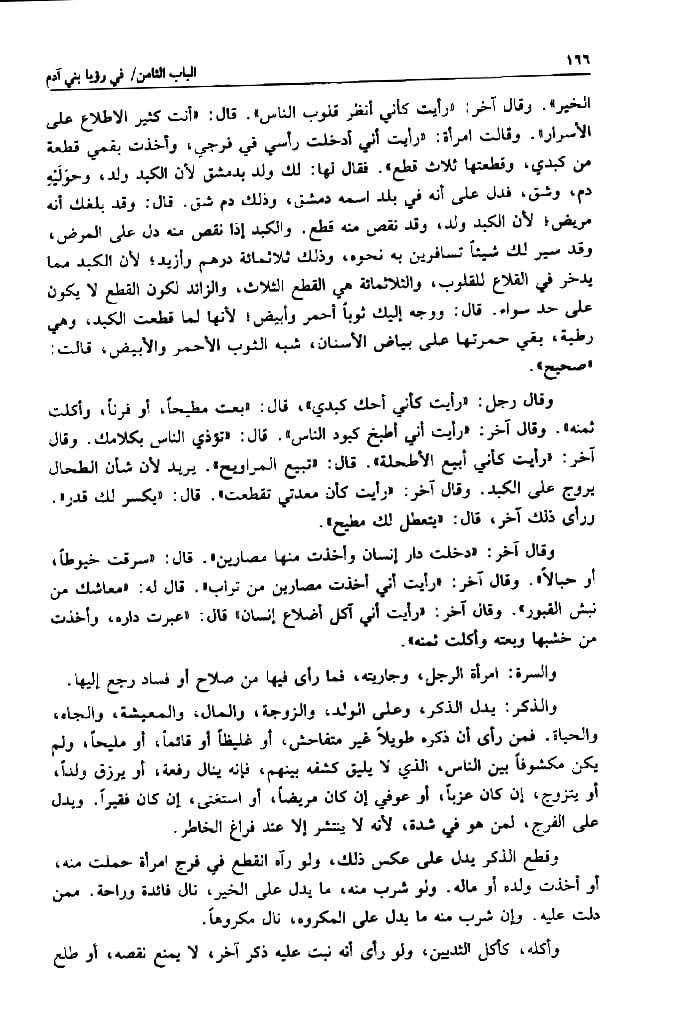 ١٦٦
الباب الثامن/ في رؤيا بني آدم
الخير». وقال آخر: «رأيت كأني أنظر قلوب الناس». قال: «أنت كثير الاطلاع على
الأسرار». وقالت امرأة: «رأيت أني أدخلت رأسي في فرجي، وأخذت بفمي قطعة
من كبدي، وقطعتها ثلاث قطع». فقال لها: لك ولد بدمشق لأن الكبد ولد، وحوَلَيْهِ
دم، وشق، فدل على أنه في بلد اسمه دمشق، وذلك دم شق. قال: وقد بلغك أنه
مريض؛ لأن الكبد ولد، وقد نقص منه قطع. والكبد إذا نقص منه دل على المرض،
وقد سير لك شيئاً تسافرين به نحوه، وذلك ثلاثمائة درهم وأزيد؛ لأن الكبد مما
يدخر في القلاع للقلوب، والثلاثمائة هي القطع الثلاث، والزائد لكون القطع لا يكون
على حد سواء. قال: ووجه إليك ثوباً أحمر وأبيض؛ لأنها لما قطعت الكبد، وهي
رطبة، بقي حمرتها على بياض الأسنان، شبه الثوب الأحمر والأبيض، قالت:
«صحيح».
وقال رجل: «رأيت كأني أحك كبدي»، قال: «بعت مطيحاً، أو فرناً، وأكلت
ثمنه». وقال آخر: «رأيت أني أطبخ كبود الناس». قال: «تؤذي الناس بكلامك. وقال
آخر: «رأيت كأني أبيع الأطحلة». قال: «تبيع المراويح». يريد لأن شأن الطحال
يروح على الكبد. وقال آخر: «رأيت كأن معدتي تقطعت». قال: «يكسر لك قدر».
ورأى ذلك آخر، قال: «يتعطل لك مطيح».
وقال آخر: «دخلت دار إنسان وأخذت منها مصارين». قال: «سرقت خيوطاً،
أو حبالاً». وقال آخر: «رأيت أني أخذت مصارين من تراب». قال له: «معاشك من
نبش القبور». وقال آخر: «رأيت أني آكل أضلاع إنسان» قال: «عبرت داره، وأخذت
من خشبها وبعته وأكلت ثمنه».
والسرة: امرأة الرجل، وجاريته، فما رأى فيها من صلاح أو فساد رجع إليها.
والذكر: يدل الذكر، وعلى الولد، والزوجة، والمال، والمعيشة، والجاه،
والحياة. فمن رأى أن ذكره طويلاً غير متفاحش، أو غليظاً أو قائماً، أو مليحاً، ولم
يكن مكشوفاً بين الناس، الذي لا يليق كشفه بينهم، فإنه ينال رفعة، أو يرزق ولداً،
أو يتزوج، إن كان عزباً، أو عوفي إن كان مريضاً، أو استغنى، إن كان فقيراً. ويدل
على الفرج، لمن هو في شدة، لأنه لا ينتشر إلا عند فراغ الخاطر.
وقطع الذكر يدل على عكس ذلك، ولو رآه انقطع في فرج امرأة حملت منه،
أو أخذت ولده أو ماله. ولو شرب منه، ما يدل على الخير، نال فائدة وراحة. ممن
دلت عليه. وإن شرب منه ما يدل على المكروه، نال مكروهاً.
وأكله، كأكل الثديين، ولو رأى أنه نبت عليه ذكر آخر، لا يمنع نقصه، أو طلع